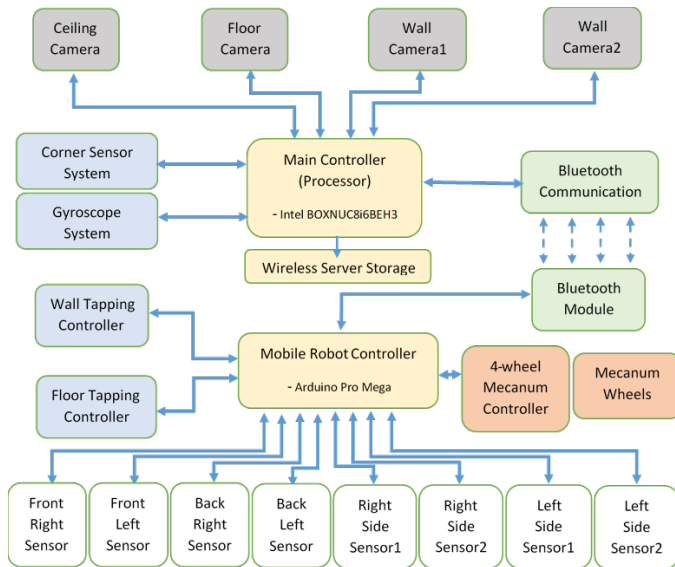 Ceiling
Camera
Floor
Camera
Wall
Camera1
Wall
Camera2
Corner Sensor
System
Main Controller
(Processor)
- Intel BOXNUC8i6BEH3
Bluetooth
Communication
Gyroscope
System
Wireless Server Storage
Bluetooth
Module
Wall Tapping
Controller
Mobile Robot Controller
- Arduino Pro Mega
4-wheel
Mecanum
Controller
Mecanum
Wheels
Floor Tapping
Controller
Front
Right
Sensor
Front
Left
Sensor
Back
Right
Sensor
Back
Left
Sensor
Right
Side
Sensor1
Right
Side
Sensor2
Left
Side
Sensor1
Left
Side
Sensor2